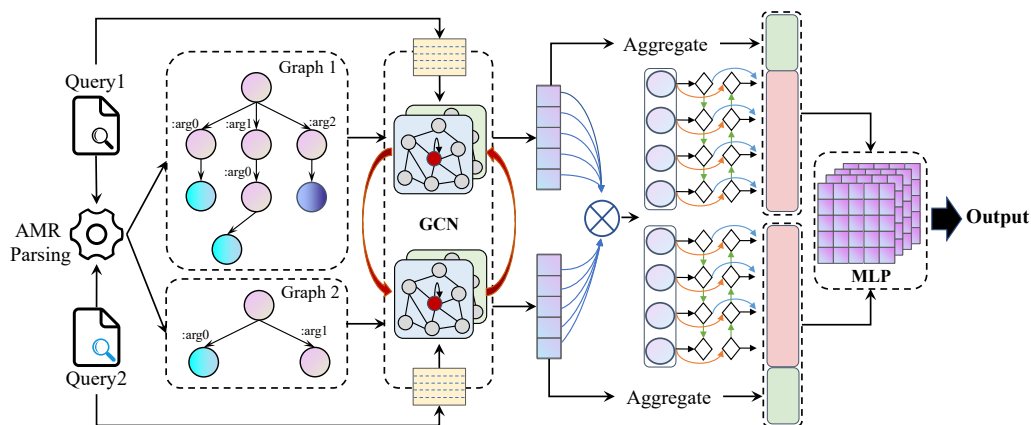 Query1
AMR
Parsing
Query2
Graph 1
:arg0
:arg1
:arg2
:arg0
Graph 2
:arg0
:arg1
GCN
Aggregate
Aggregate
MLP
Output